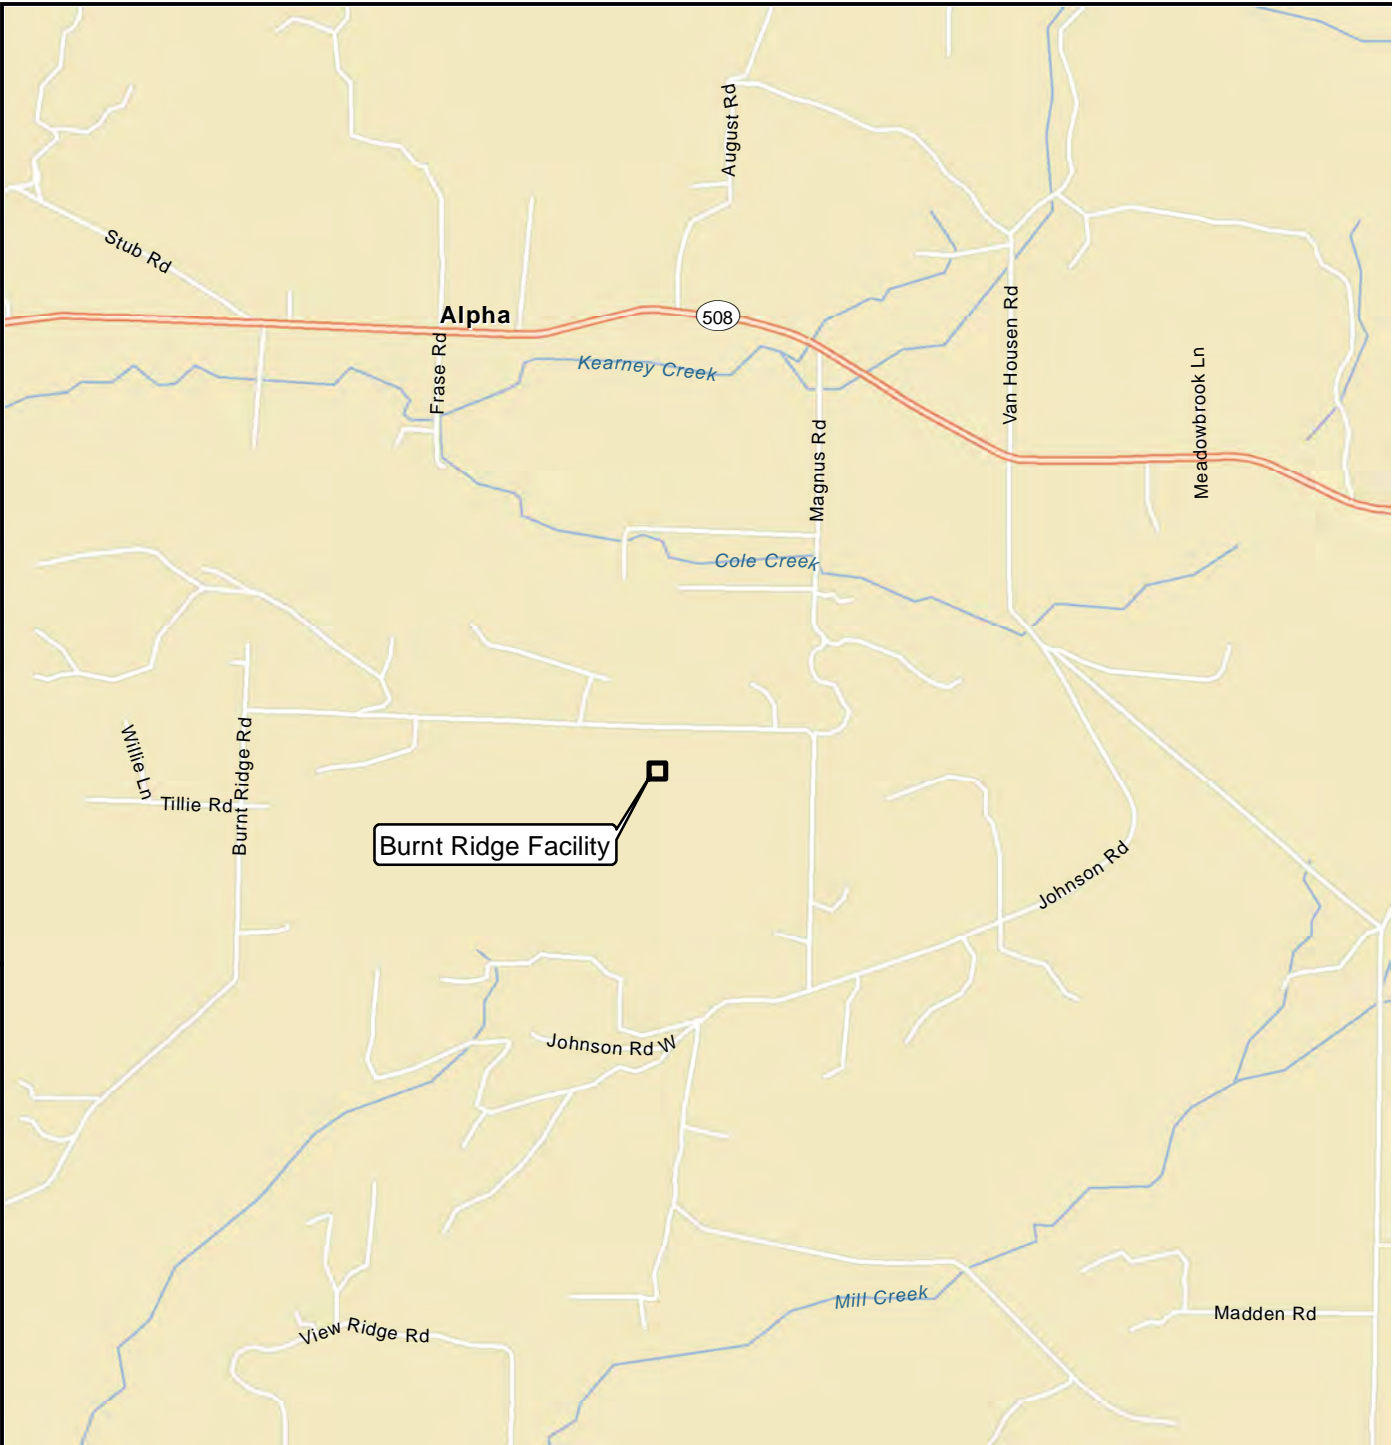 August Rd
Stub Rd
Alpha
508
Van Housen Rd
Frase Rd
Kearney Creek
Meadowbrook Ln
Magnus Rd
Cole Creek
Willie Ln
Burnt Ridge Rd
Tillie Rd
Burnt Ridge Facility
Johnson Rd
Johnson Rd W
Mill Creek
Madden Rd
View Ridge Rd